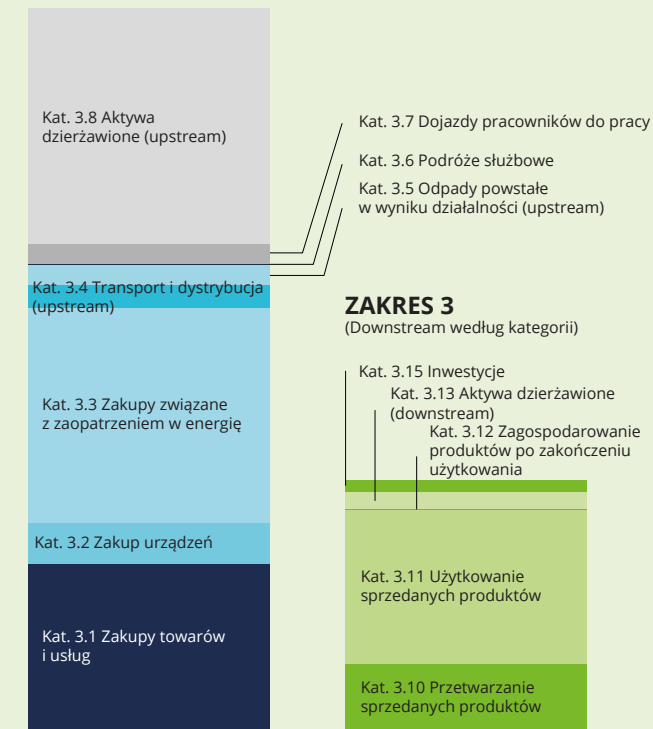 Kat. 3.8 Aktywa
dzierżawione (upstream)
Kat. 3.7 Dojazdy pracowników do pracy
Kat. 3.6 Podróże służbowe
Kat. 3.5 Odpady powstałe
w wyniku działalności (upstream)
Kat. 3.4 Transport i dystrybucja
(upstream)
Kat. 3.3 Zakupy związane
z zaopatrzeniem w energię
Kat. 3.2 Zakup urządzeń
Kat. 3.1 Zakupy towarów
i usług
ZAKRES 3
(Downstream według kategorii)
Kat. 3.15 Inwestycje
Kat. 3.13 Aktywa dzierżawione
(downstream)
Kat. 3.12 Zagospodarowanie
produktów po zakończeniu
użytkowania
Kat. 3.11 Użytkowanie
sprzedanych produktów
Kat. 3.10 Przetwarzanie
sprzedanych produktów